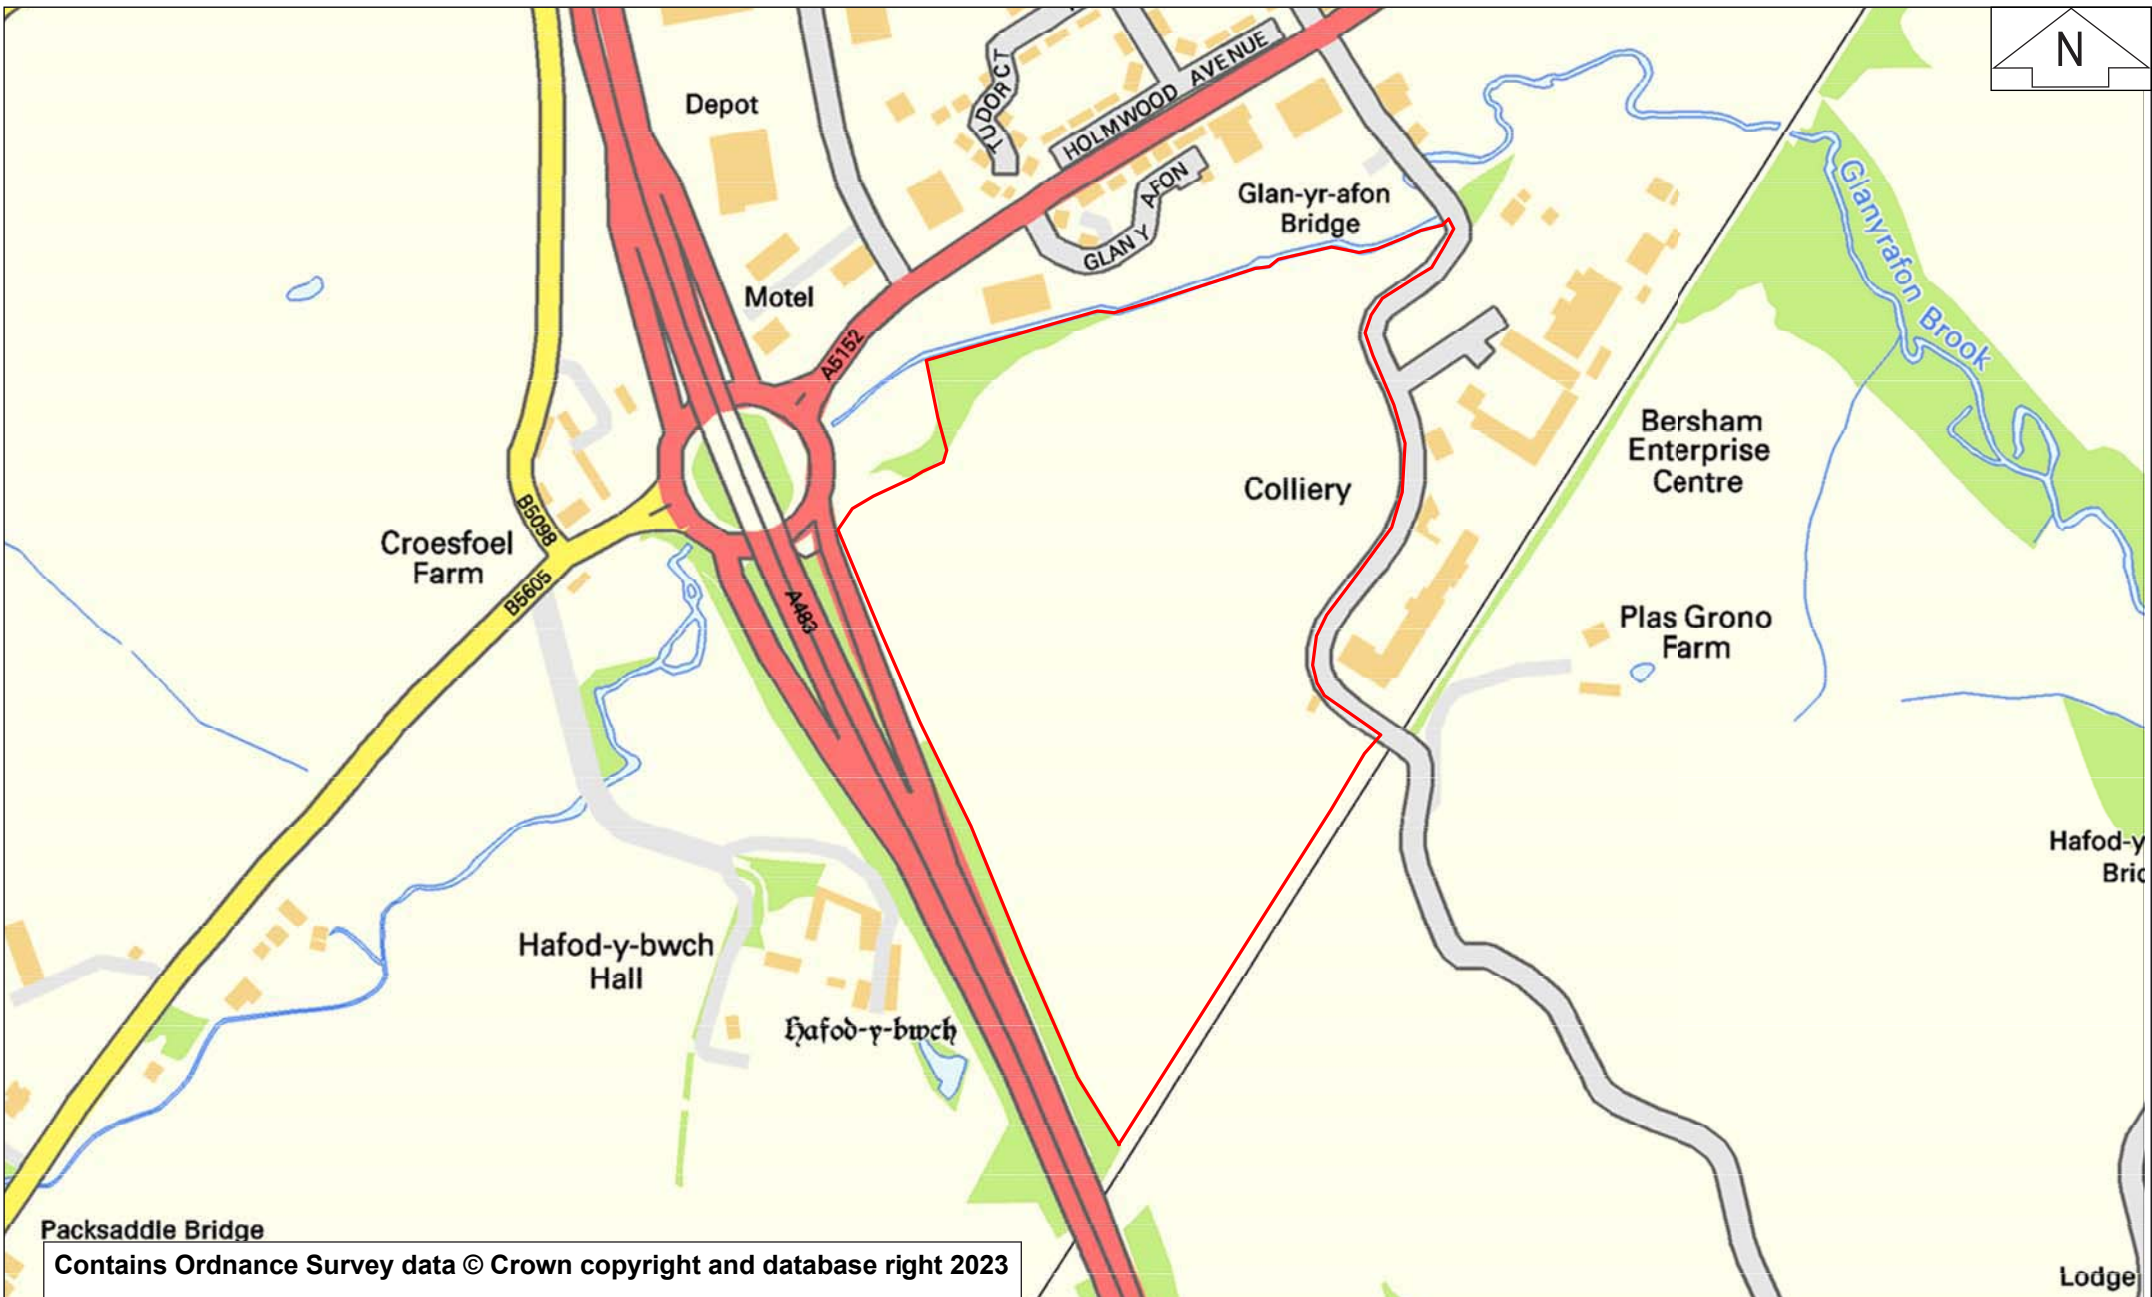 N
Depot
TUDOR CT
HOLMWOOD AVENUE
GLAN Y AFON
Glan-yr-afon
Bridge
Glanyrafon Brook
Motel
A5152
Bersham
Enterprise
Centre
Colliery
B5098
Croesfoel
Farm
B5605
A483
Plas Grono
Farm
Hafod-y
Hafod-y-bwch
Hall
Hafod-y-bwch
Packsaddle Bridge
Contains Ordnance Survey data © Crown copyright and database right 2023
Lodge